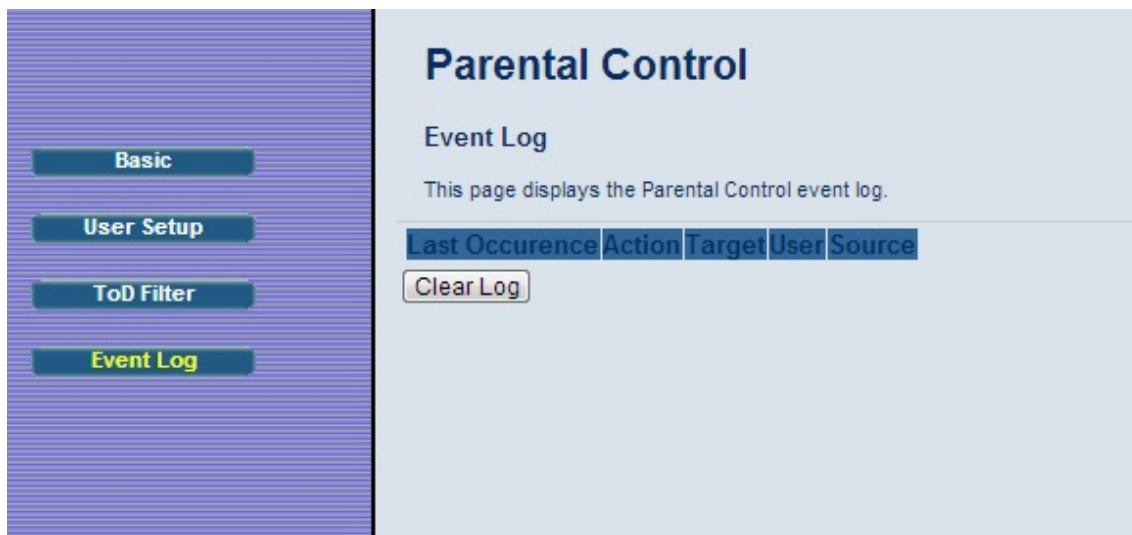 Parental Control
Event Log
This page displays the Parental Control event log.
Last Occurence Action Target User Source
Clear Log
Basic
User Setup
ToD Filter
Event Log